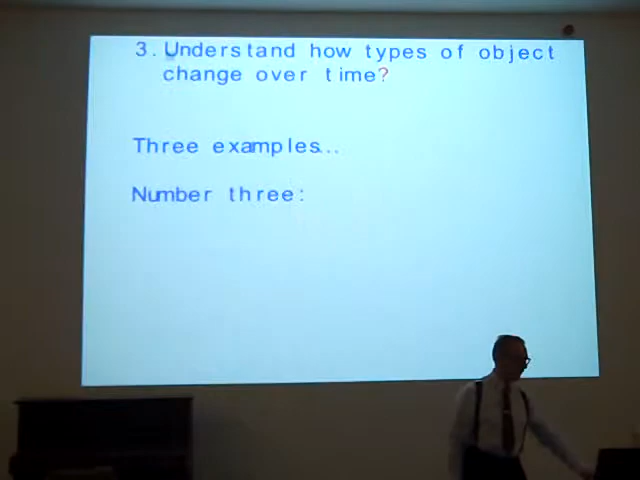 3. Understand how types of object
change over time?
Three examples...
Number three: